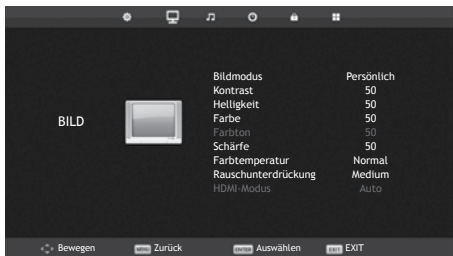 Bildmodus Persönlich
Kontrast 50
Helligkeit 50
BILD
Farbe 50
Farbton 50
Schärfe 50
Farbtemperatur Normal
Rauschunterdrückung Medium
HDMI-Modus Auto
Bewegen MENU Zurück ENTER Auswählen EXIT EXIT